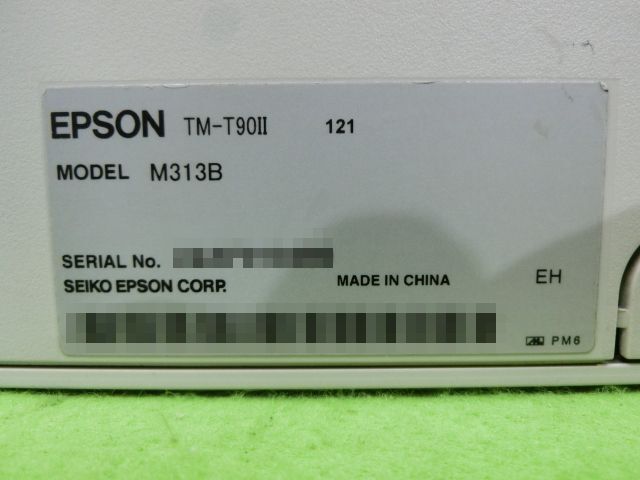 EPSON TM-T90II 121
MODEL M313B
SERIAL No.
SEIKO EPSON CORP. MADE IN CHINA EH
PM6